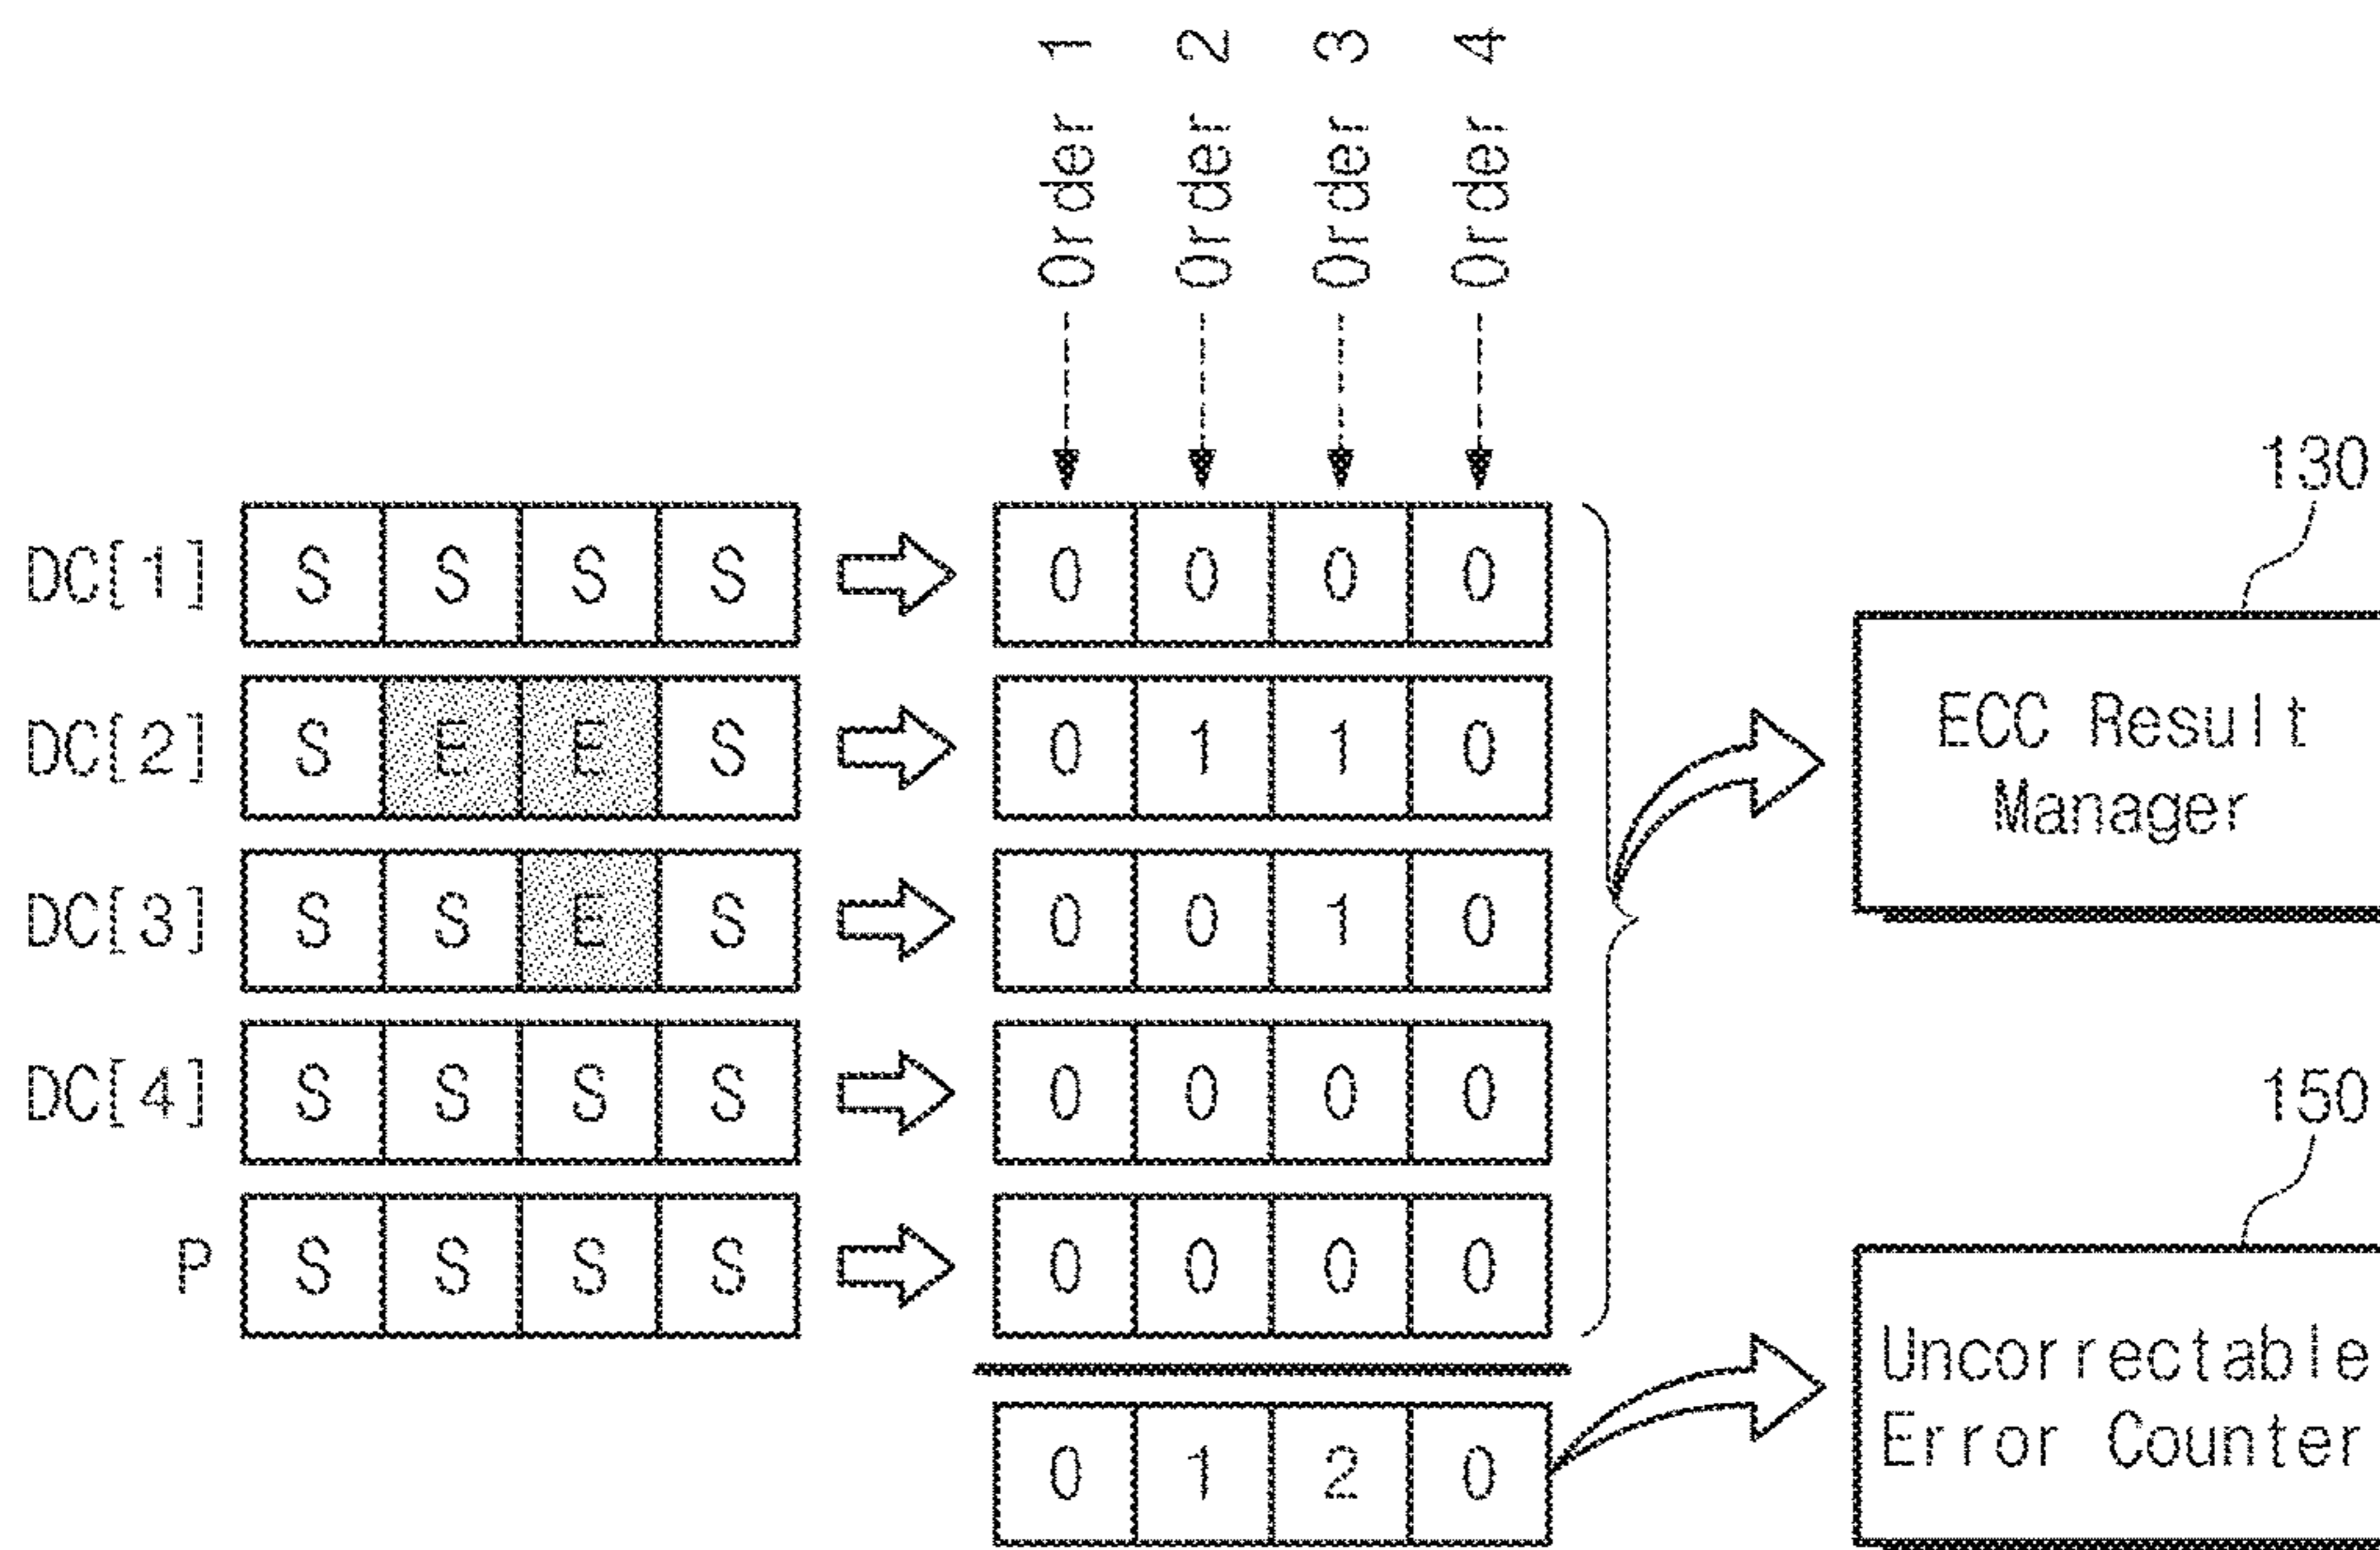 Order 1
Order 2
Order 3
Order 4
130
DC[1] S S S S 0 0 0 0
DC[2] S E E S 0 1 1 0
ECC Result
Manager
DC[3] S S E S 0 0 1 0
DC[4] S S S S 0 0 0 0
150
P S S S S 0 0 0 0
Uncorrectable
Error Counter
0 1 2 0